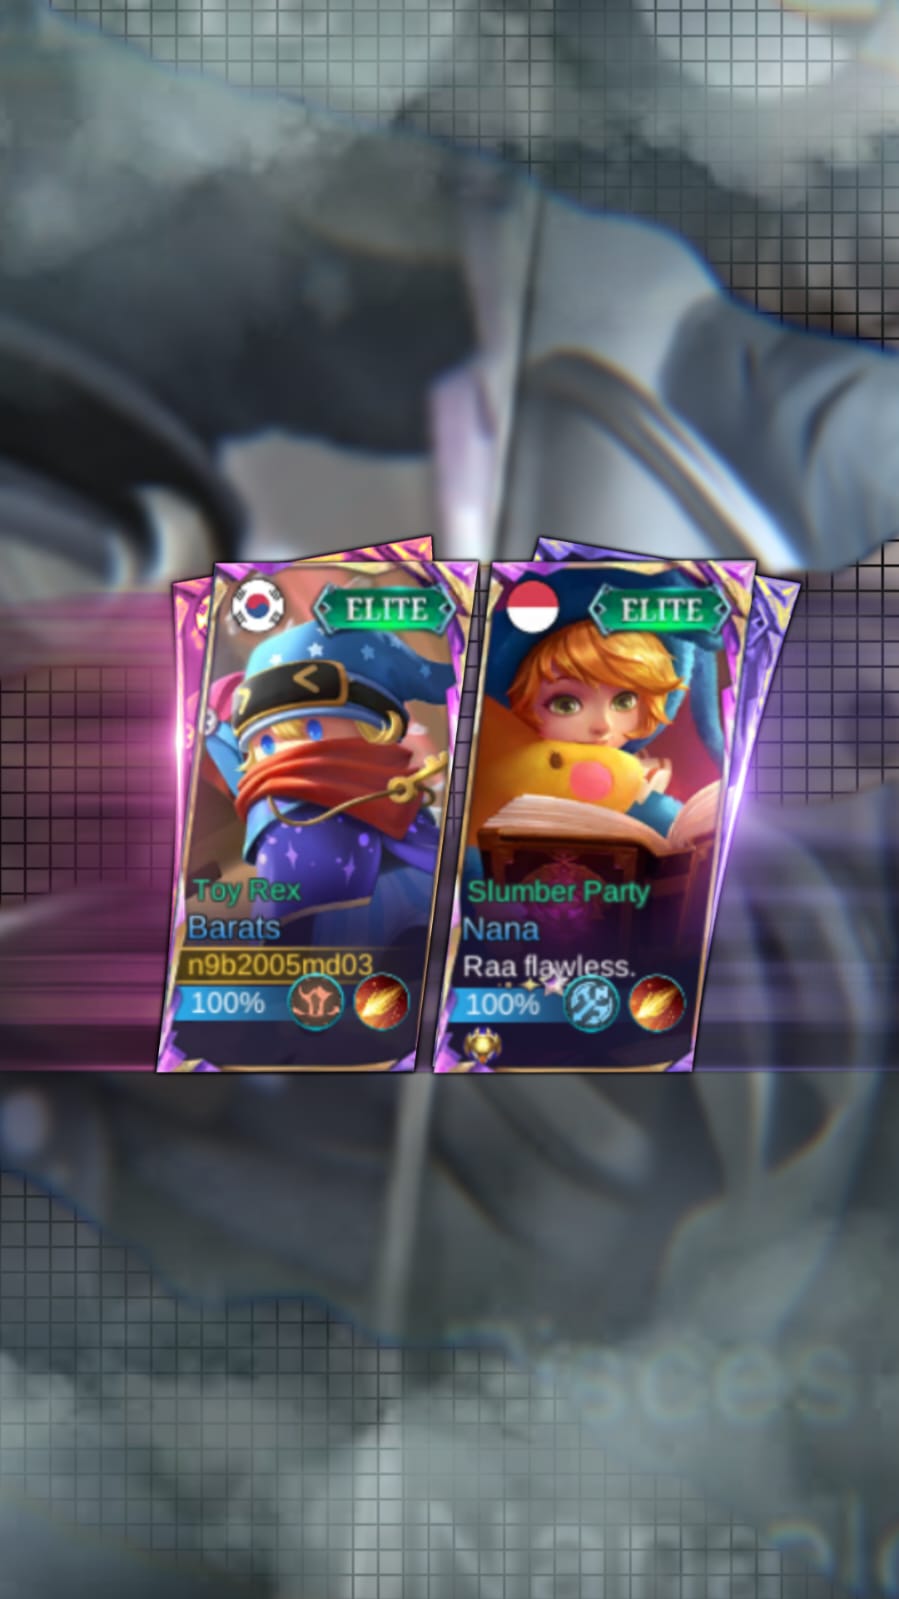 ELITE
Toy Rex
Barats
n9b2005md03
100%
ELITE
Slumber Party
Nana
Raa flawless.
100%